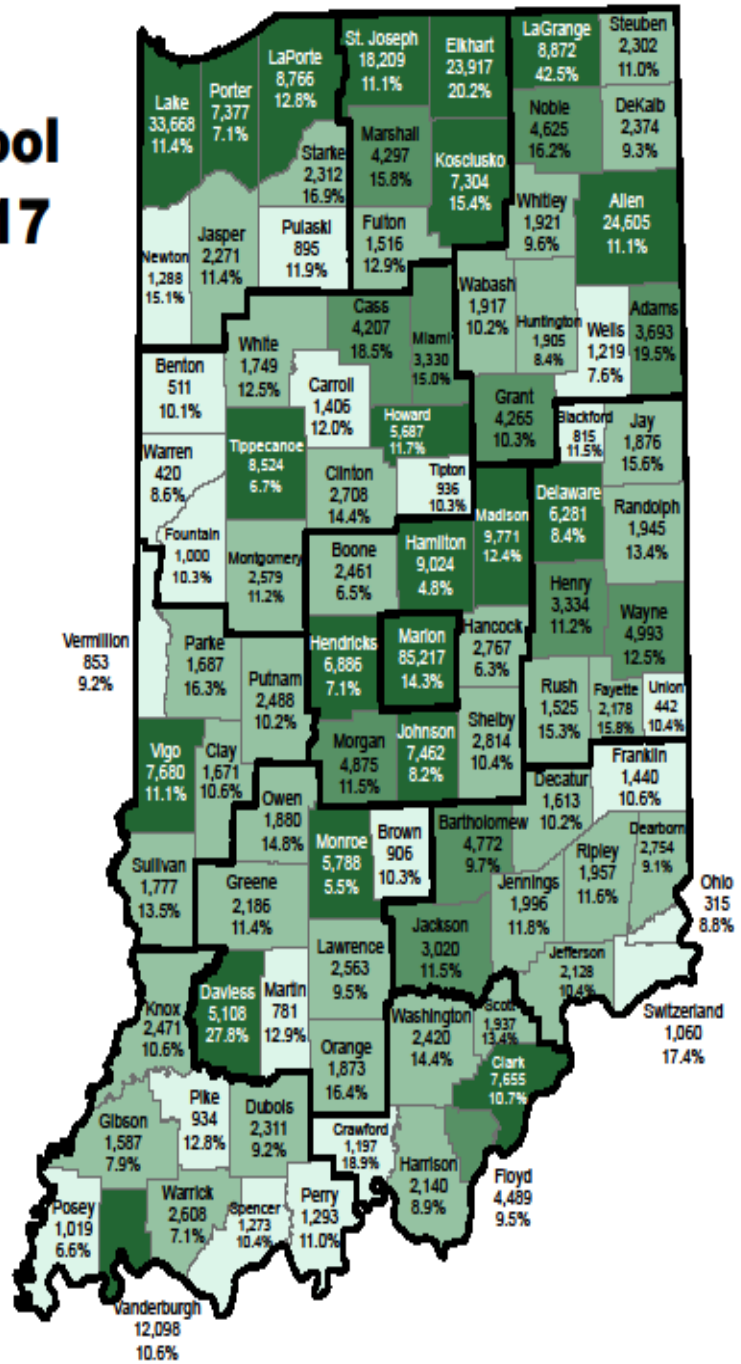 ool
17
Lake
33,668
11.4%
Porter
7,377
7.1%
LaPorte
8,766
12.8%
St. Joseph
18,209
11.1%
Elkhart
23,917
20.2%
LaGrange
8,872
42.5%
Steuben
2,302
11.0%
Noble
4,625
16.2%
DeKalb
2,374
9.3%
Starke
2,312
16.9%
Marshall
4,297
15.8%
Kosciusko
7,304
15.4%
Whitley
1,921
9.6%
Allen
24,605
11.1%
Newton
1,288
15.1%
Jasper
2,271
11.4%
Pulaski
895
11.9%
Fulton
1,516
12.9%
Wabash
1,917
10.2%
Huntington
1,905
8.4%
Wells
1,219
7.6%
Adams
3,693
19.5%
Benton
511
10.1%
White
1,749
12.5%
Cass
4,207
18.5%
Miami
3,330
15.0%
Carroll
1,406
12.0%
Howard
5,687
11.7%
Grant
4,265
10.3%
Blackford
815
11.5%
Jay
1,876
15.6%
Warren
420
8.6%
Tippecanoe
8,524
6.7%
Clinton
2,708
14.4%
Tipton
936
10.3%
Madison
9,771
12.4%
Delaware
6,281
8.4%
Randolph
1,945
13.4%
Fountain
1,000
10.3%
Montgomery
2,579
11.2%
Boone
2,461
6.5%
Hamilton
9,024
4.8%
Henry
3,334
11.2%
Wayne
4,993
12.5%
Vermillion
853
9.2%
Parke
1,687
16.3%
Putnam
2,488
10.2%
Hendricks
6,886
7.1%
Marion
85,217
14.3%
Hancock
2,767
6.3%
Rush
1,525
15.3%
Fayette
2,178
15.8%
Union
442
10.4%
Vigo
7,680
11.1%
Clay
1,671
10.6%
Morgan
4,875
11.5%
Johnson
7,462
8.2%
Shelby
2,814
10.4%
Franklin
1,440
10.6%
Decatur
1,613
10.2%
Owen
1,880
14.8%
Monroe
5,788
5.5%
Brown
906
10.3%
Bartholomew
4,772
9.7%
Dearborn
2,754
9.1%
Ripley
1,957
11.6%
Sullivan
1,777
13.5%
Greene
2,186
11.4%
Jennings
1,996
11.8%
Ohio
315
8.8%
Jackson
3,020
11.5%
Lawrence
2,563
9.5%
Jefferson
2,128
10.4%
Switzerland
1,060
17.4%
Knox
2,471
10.6%
Daviess
5,108
27.8%
Martin
781
12.9%
Washington
2,420
14.4%
Scott
1,937
13.4%
Orange
1,873
16.4%
Clark
7,655
10.7%
Pike
934
12.8%
Dubois
2,311
9.2%
Gibson
1,587
7.9%
Crawford
1,197
18.9%
Harrison
2,140
8.9%
Floyd
4,489
9.5%
Posey
1,019
6.6%
Warrick
2,608
7.1%
Spencer
1,273
10.4%
Perry
1,293
11.0%
Vanderburgh
12,098
10.6%